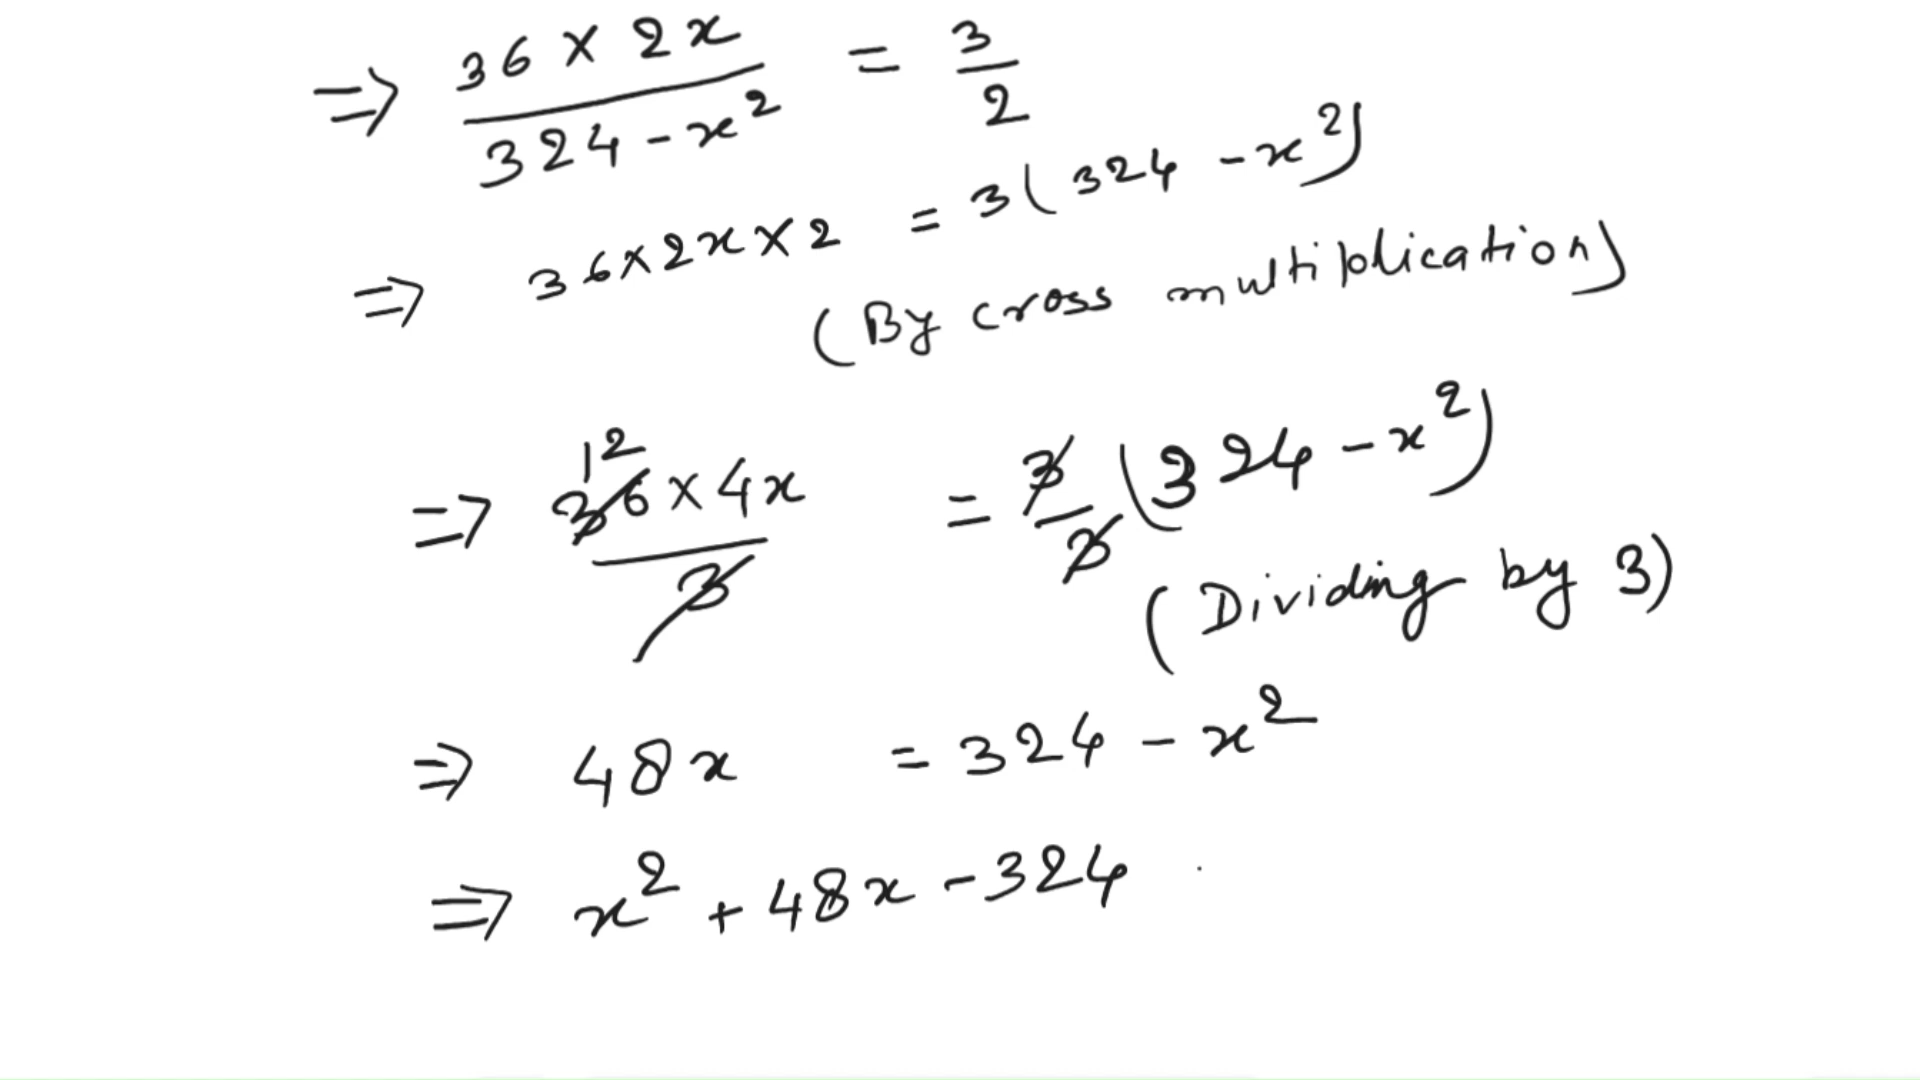 ⇒ 36 × 2x / 324 - x² = 3/2
⇒ 36×2x×2 = 3(324 - x²)
(By cross multiplication)
⇒ 12 36 × 4x / 3 = 3/3 (324 - x²)
(Dividing by 3)
⇒ 48x = 324 - x²
⇒ x² + 48x - 324